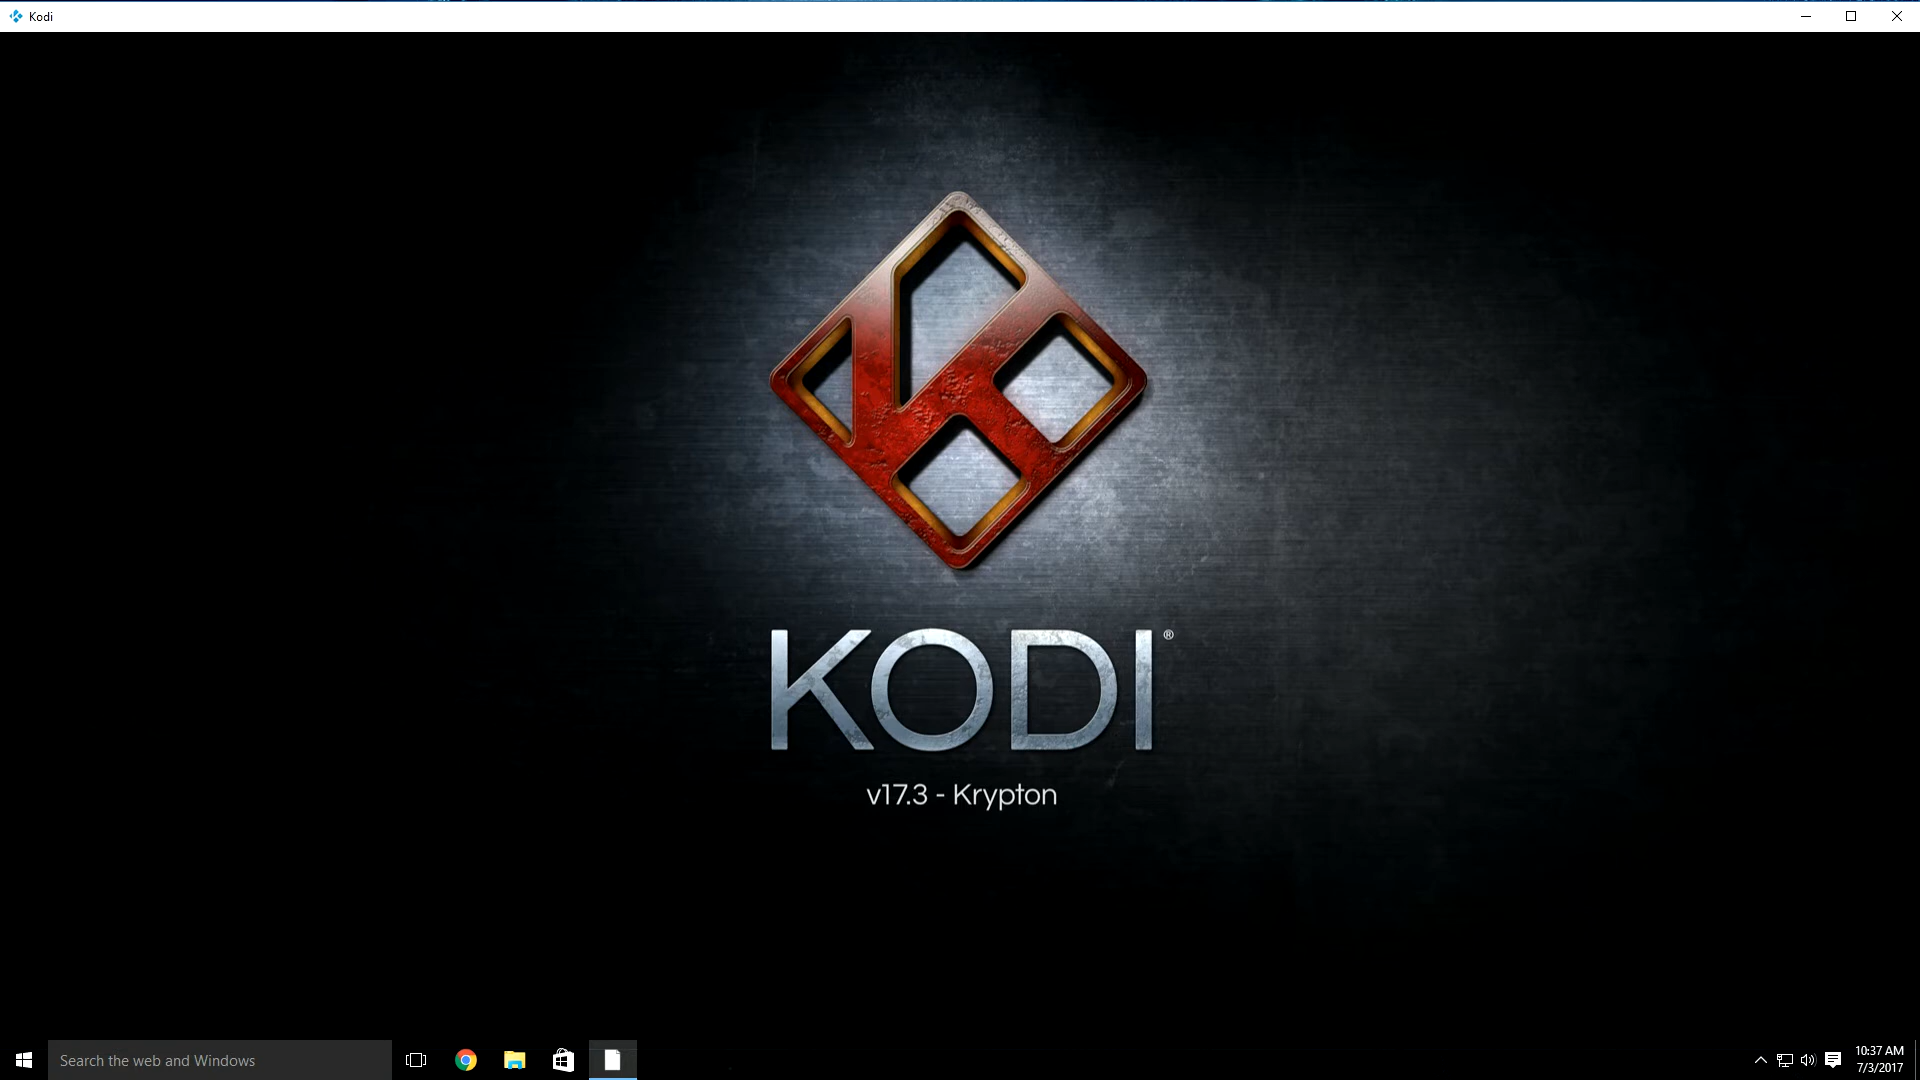 Kodi
KODI®
v17.3 - Krypton
Search the web and Windows
10:37 AM
7/3/2017